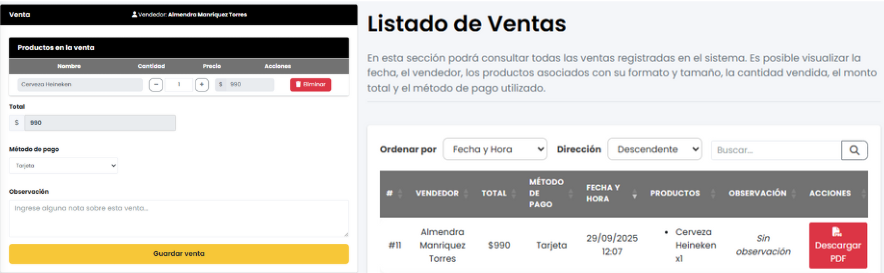 Venta
Vendedor: Almendra Manriquez Torres
Productos en la venta
Nombre Cantidad Precio Acciones
Cerveza Heineken - 1 + $ 990 Eliminar
Total
$ 990
Método de pago
Tarjeta
Observación
Ingrese alguna nota sobre esta venta...
Guardar venta
Listado de Ventas
En esta sección podrá consultar todas las ventas registradas en el sistema. Es posible visualizar la
fecha, el vendedor, los productos asociados con su formato y tamaño, la cantidad vendida, el monto
total y el método de pago utilizado.
Ordenar por Fecha y Hora Dirección Descendente Buscar...
# VENDEDOR TOTAL MÉTODO DE PAGO FECHA Y HORA PRODUCTOS OBSERVACIÓN ACCIONES
#11 Almendra Manriquez Torres $990 Tarjeta 29/09/2025 12:07 • Cerveza Heineken x1 Sin observación Descargar PDF